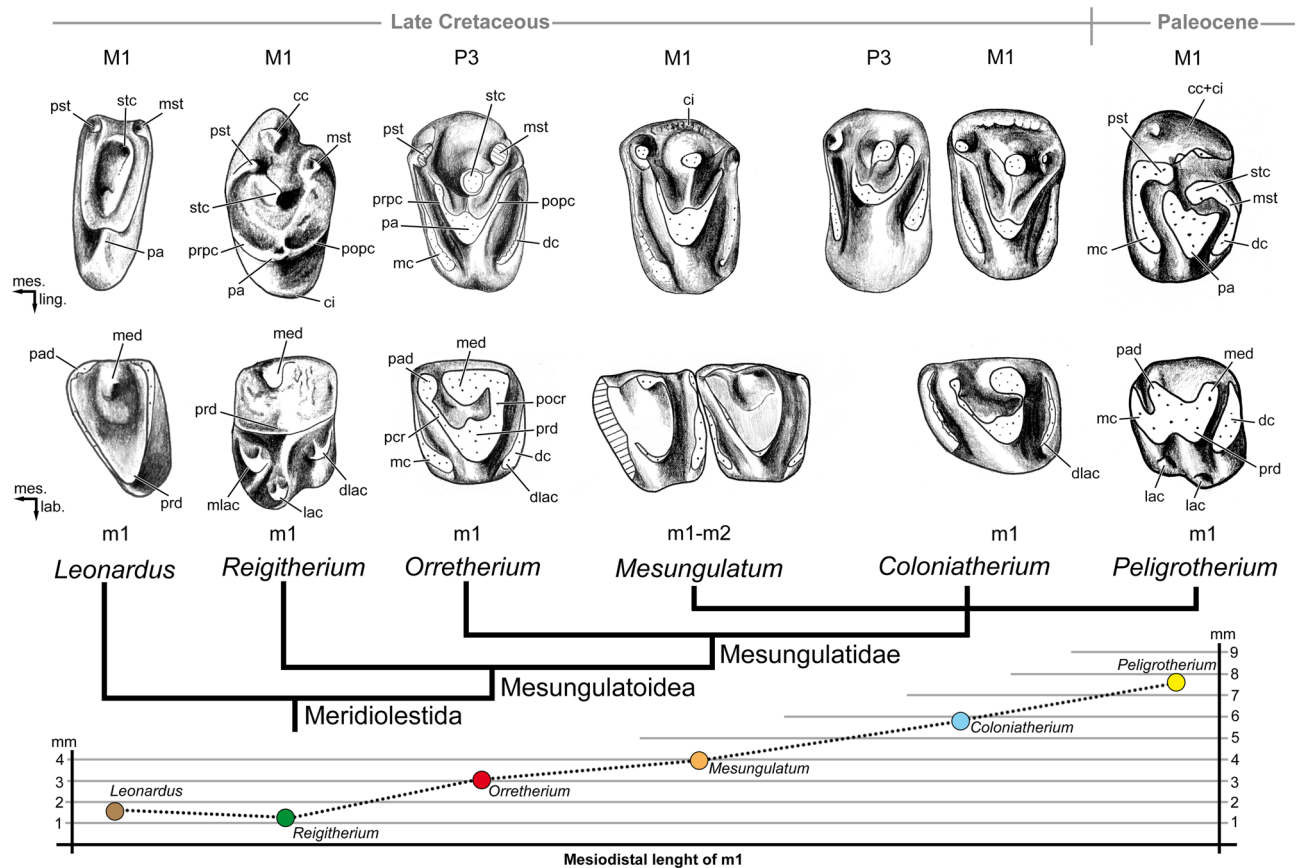 Late Cretaceous
Paleocene
M1
M1
P3
M1
P3
M1
M1
pst
stc
mst
pa
cc
pst
mst
stc
prpc
popc
pa
ci
stc
pst
mst
prpc
popc
pa
mc
dc
ci
cc+ci
pst
stc
mst
mc
dc
pa
mes.
ling.
pad
med
prd
med
prd
mlac
lac
dlac
pad
med
pocr
pcr
prd
mc
dc
dlac
dlac
pad
med
mc
dc
prd
lac
lac
mes.
lab.
m1
m1
m1
m1-m2
m1
m1
Leonardus
Reigitherium
Orretherium
Mesungulatum
Coloniatherium
Peligrotherium
Mesungulatidae
Mesungulatoidea
Meridiolestida
mm
4
3
2
1
mm
9
8
7
6
5
4
3
2
1
Leonardus
Reigitherium
Orretherium
Mesungulatum
Coloniatherium
Peligrotherium
Mesiodistal lenght of m1